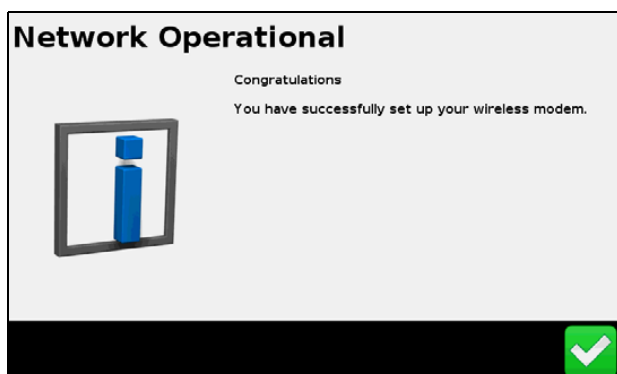 Network Operational
Congratulations
You have successfully set up your wireless modem.